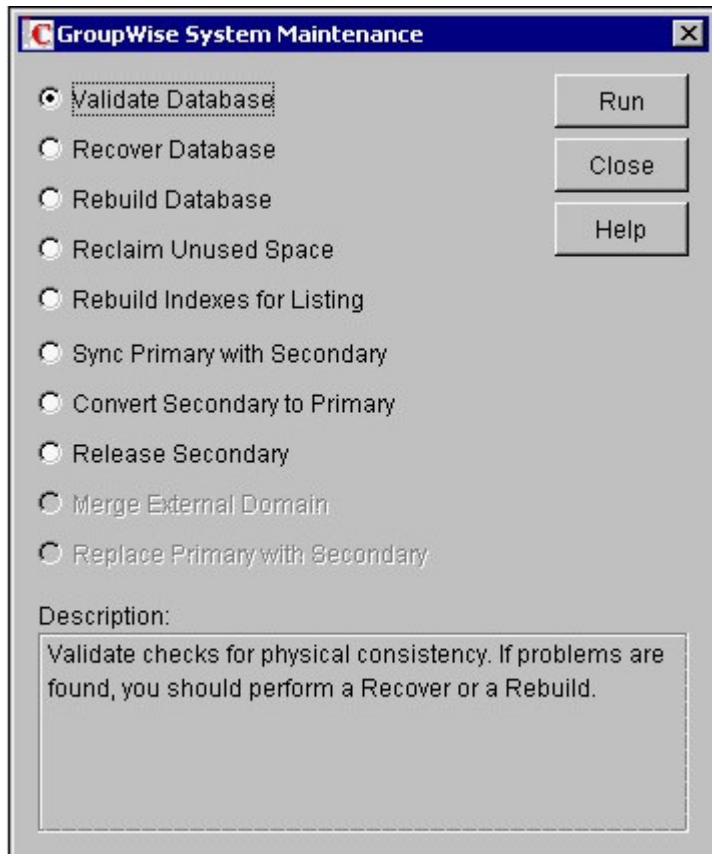 GroupWise System Maintenance
Validate Database
Run
Recover Database
Close
Rebuild Database
Help
Reclaim Unused Space
Rebuild Indexes for Listing
Sync Primary with Secondary
Convert Secondary to Primary
Release Secondary
Merge External Domain
Replace Primary with Secondary
Description:
Validate checks for physical consistency. If problems are
found, you should perform a Recover or a Rebuild.